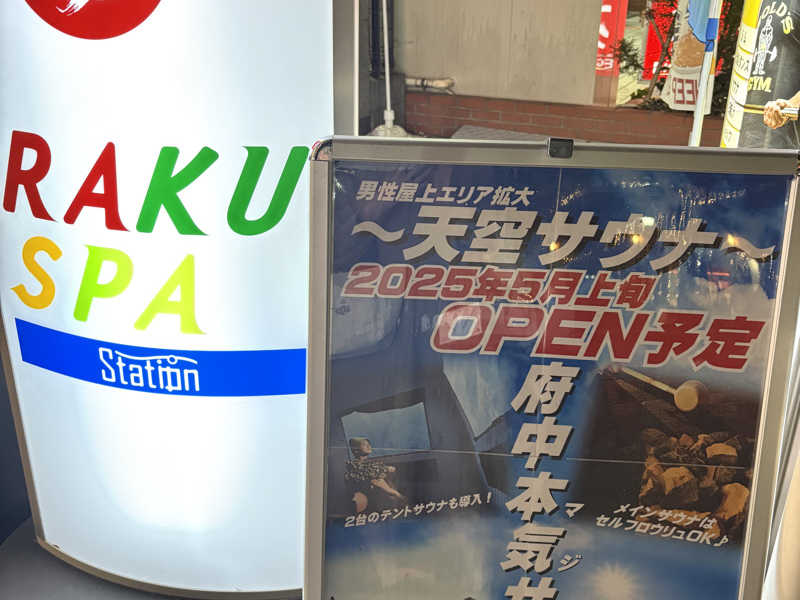 RAKU
SPA
Station
男性屋上エリア拡大
〜天空サウナ〜
2025年5月上旬
OPEN予定
府中本気サ
マジ
2台のテントサウナも導入!
メインサウナは
セルフロウリュOK♪
GYM